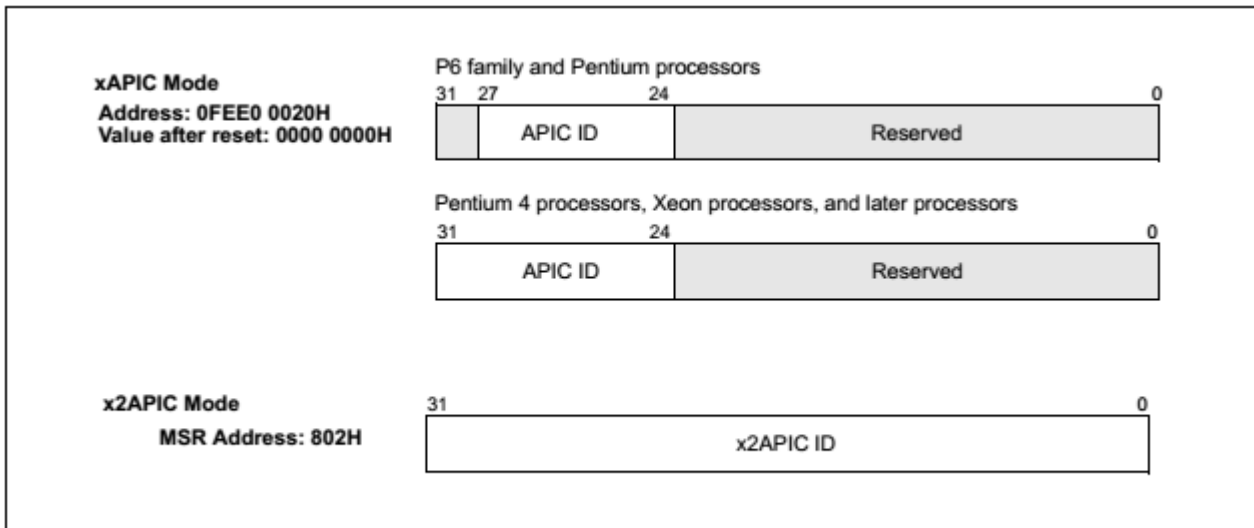 xAPIC Mode
Address: 0FEE0 0020H
Value after reset: 0000 0000H
P6 family and Pentium processors
31 27 24 0
APIC ID Reserved
Pentium 4 processors, Xeon processors, and later processors
31 24 0
APIC ID Reserved
x2APIC Mode
MSR Address: 802H
31 0
x2APIC ID